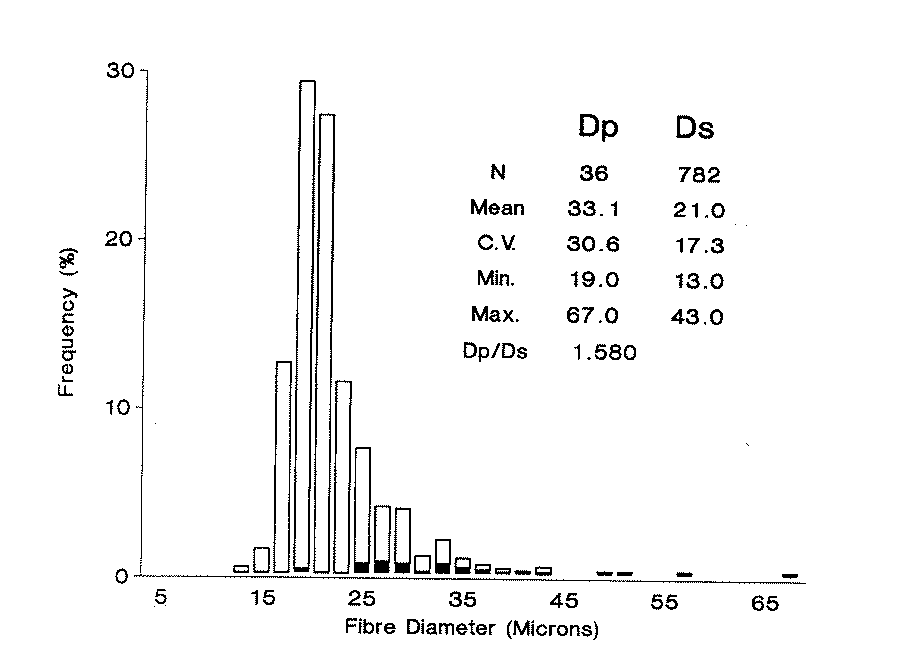 30
20
10
0
Frequency (%)
Dp Ds
N 36 782
Mean 33.1 21.0
C.V. 30.6 17.3
Min. 19.0 13.0
Max. 67.0 43.0
Dp/Ds 1.580
5 15 25 35 45 55 65
Fibre Diameter (Microns)